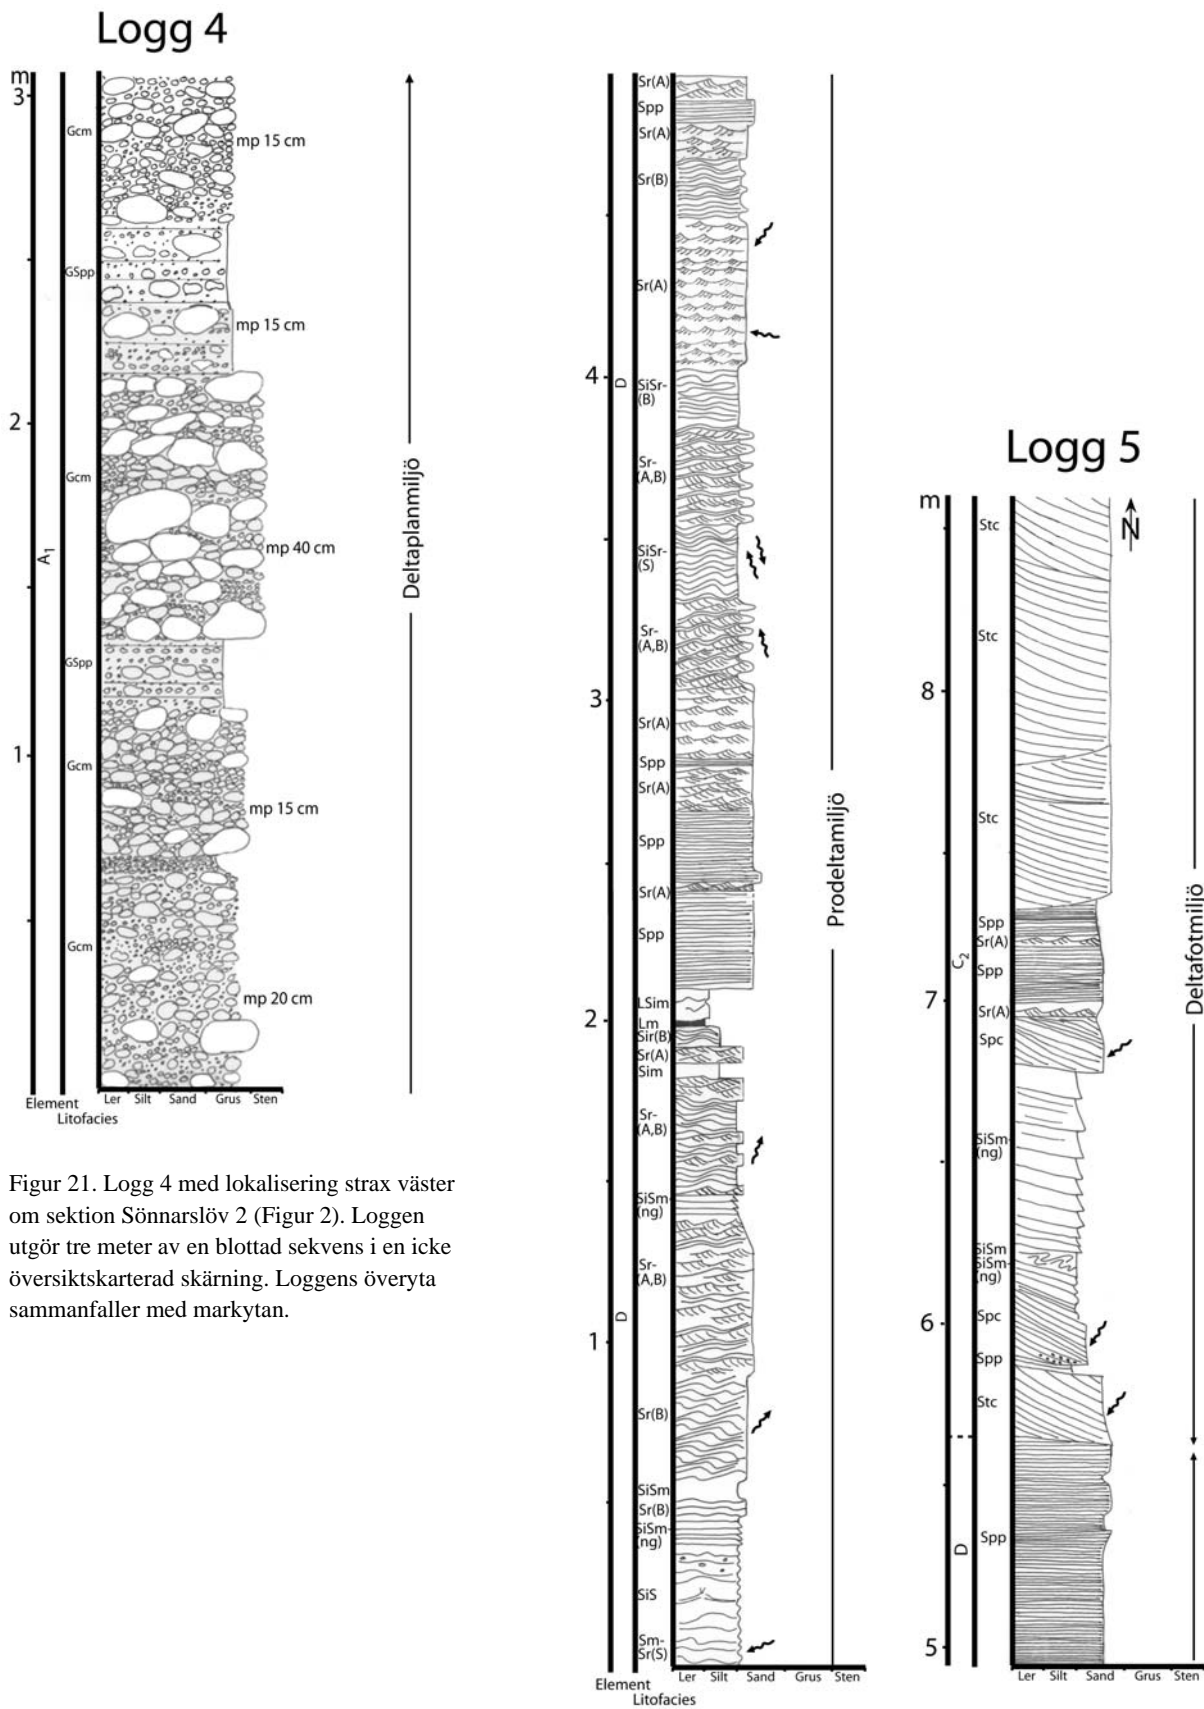 Logg 4
m
3
2
1
A1
Gcm
GSpp
Gcm
GSpp
Gcm
Gcm
mp 15 cm
mp 15 cm
mp 40 cm
mp 15 cm
mp 20 cm
Deltaplanmiljö
Element
Litofacies
Ler Silt Sand Grus Sten
Figur 21. Logg 4 med lokalisering strax väster
om sektion Sönnarslöv 2 (Figur 2). Loggen
utgör tre meter av en blottad sekvens i en icke
översiktskarterad skärning. Loggens överyta
sammanfaller med markytan.
4
3
2
1
D
D
Sr(A)
Spp
Sr(A)
Sr(B)
Sr(A)
SiSr-
(B)
Sr-
(A,B)
SiSr-
(S)
Sr-
(A,B)
Sr(A)
Spp
Sr(A)
Spp
Sr(A)
Spp
LSim
Lm
Sir(B)
Sr(A)
Sim
Sr-
(A,B)
SiSm
(ng)
Sr-
(A,B)
Sr(B)
SiSm
Sr(B)
SiSm-
(ng)
SiS
Sm-
Sr(S)
Prodeltamiljö
Element
Litofacies
Ler Silt Sand Grus Sten
Logg 5
m
N
8
7
6
5
C2
D
Stc
Stc
Stc
Spp
Sr(A)
Spp
Sr(A)
Spc
SiSm-
(ng)
SiSm
SiSm-
(ng)
Spc
Spp
Stc
Spp
Deltafotmiljö
Ler Silt Sand Grus Sten